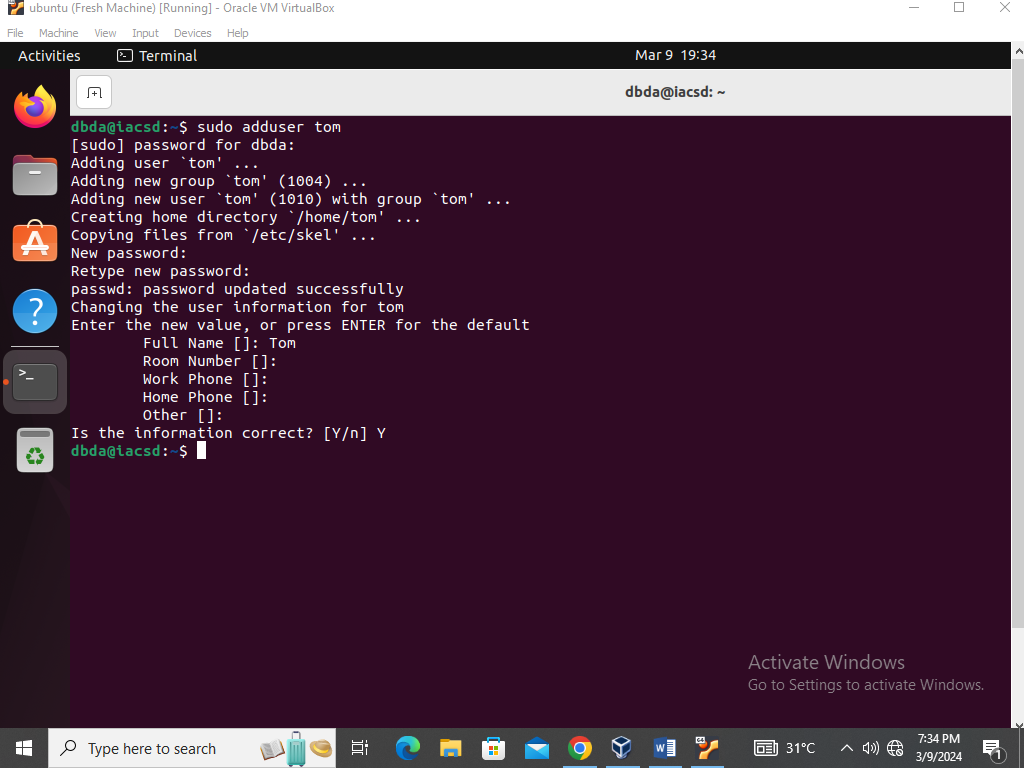 ubuntu (Fresh Machine) [Running] - Oracle VM VirtualBox
File Machine View Input Devices Help
Activities Terminal Mar 9 19:34
dbda@iacsd: ~
dbda@iacsd:~$ sudo adduser tom
[sudo] password for dbda:
Adding user `tom' ...
Adding new group `tom' (1004) ...
Adding new user `tom' (1010) with group `tom' ...
Creating home directory `/home/tom' ...
Copying files from `/etc/skel' ...
New password:
Retype new password:
passwd: password updated successfully
Changing the user information for tom
Enter the new value, or press ENTER for the default
Full Name []: Tom
Room Number []:
Work Phone []:
Home Phone []:
Other []:
Is the information correct? [Y/n] Y
dbda@iacsd:~$
Activate Windows
Go to Settings to activate Windows.
Type here to search
31°C
7:34 PM
3/9/2024
1